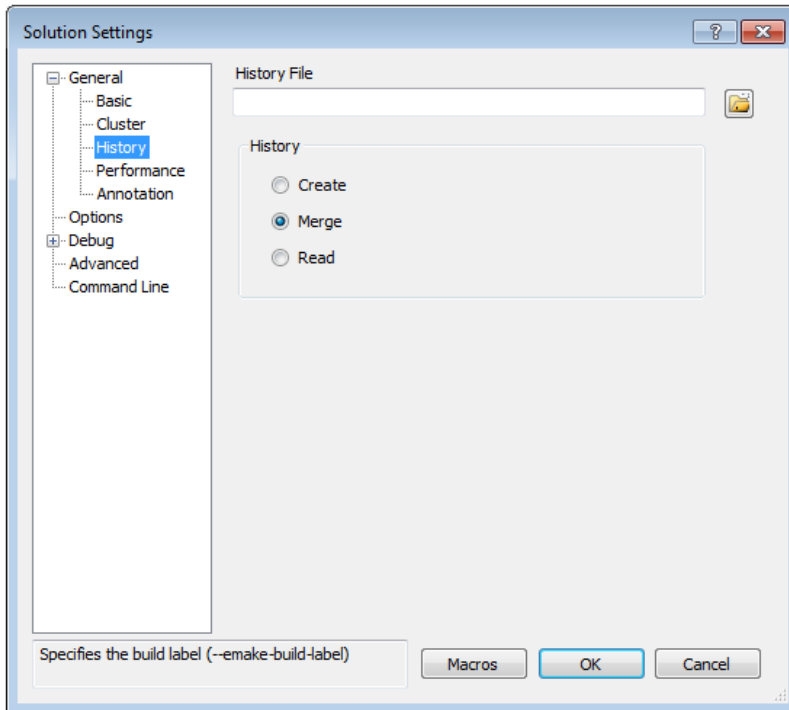 Solution Settings
General
Basic
Cluster
History
Performance
Annotation
Options
Debug
Advanced
Command Line
History File
History
Create
Merge
Read
Specifies the build label (--emake-build-label)
Macros
OK
Cancel